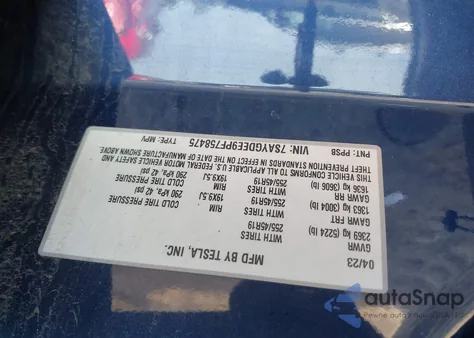 MFD BY TESLA, INC. 04/23
GVWR
2369 kg (5224 lb)
GAWR FRT
1363 kg (3004 lb)
WITH TIRES
255/45R19
RIM
19X9.5J
COLD TIRE PRESSURE
290 kPa, 42 psi
GAWR RR
1636 kg (3608 lb)
WITH TIRES
255/45R19
RIM
19X9.5J
COLD TIRE PRESSURE
290 kPa, 42 psi
THIS VEHICLE CONFORMS TO ALL APPLICABLE U.S. FEDERAL MOTOR VEHICLE SAFETY AND
THEFT PREVENTION STANDARDS IN EFFECT ON THE DATE OF MANUFACTURE SHOWN ABOVE.
VIN: 7SAYGDEE9PF758475 TYPE: MPV
PNT: PPSB
autoSnap